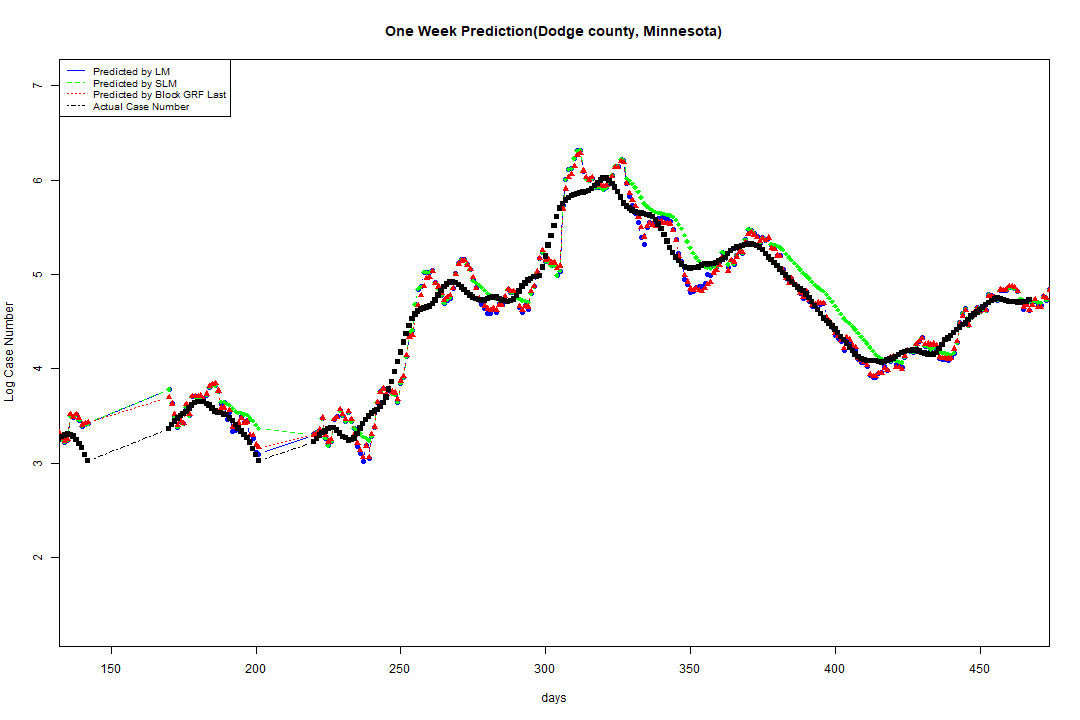 One Week Prediction(Dodge county, Minnesota)
Predicted by LM
Predicted by SLM
Predicted by Block GRF Last
Actual Case Number
7
6
5
4
3
2
Log Case Number
150 200 250 300 350 400 450
days